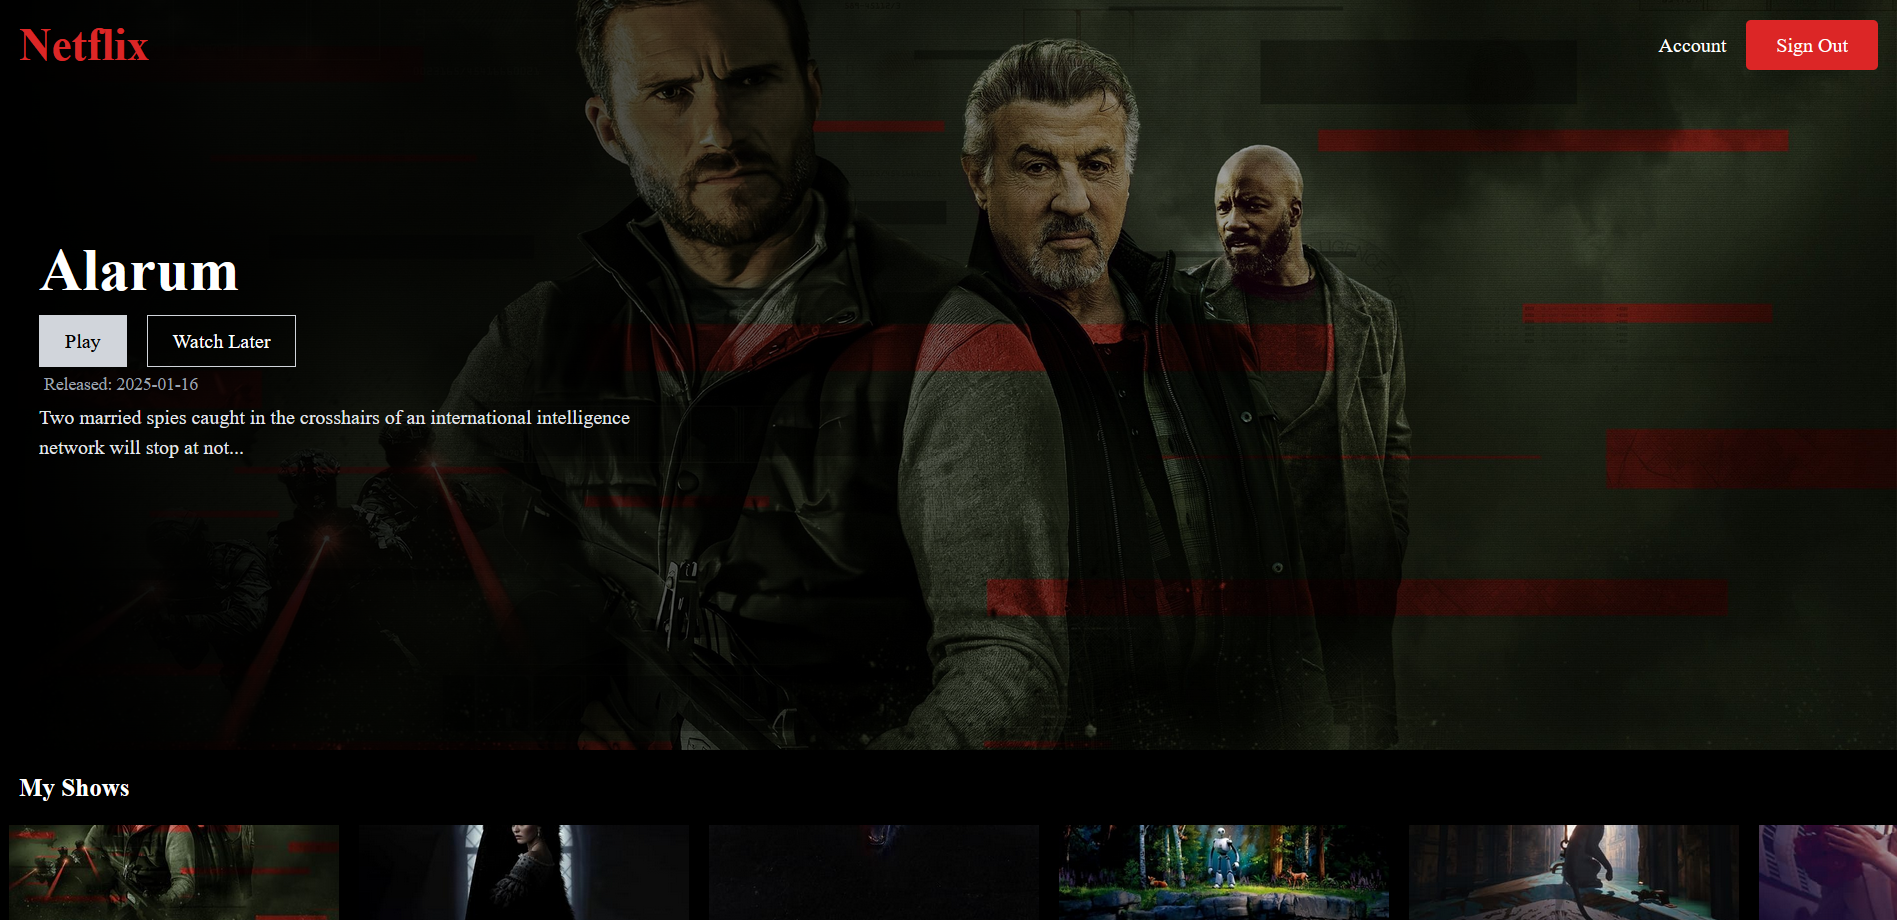 Netflix
Account
Sign Out
Alarum
Play
Watch Later
Released: 2025-01-16
Two married spies caught in the crosshairs of an international intelligence
network will stop at not...
My Shows